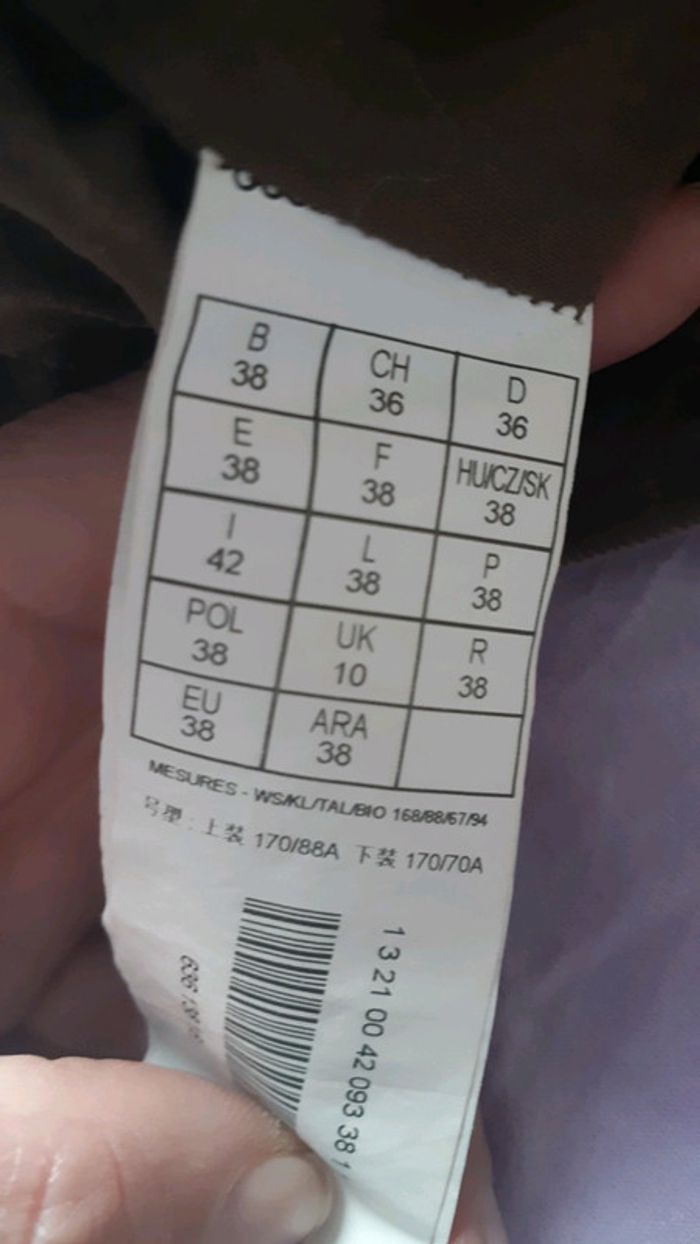 B CH D
38 36 36
E F HU/CZ/SK
38 38 38
I L P
42 38 38
POL UK R
38 10 38
EU ARA
38 38
MESURES - WS/KL/TAL/BIO 168/88/67/94
号型：上装 170/88A 下装 170/70A
1 3 21 00 42 093 38 1